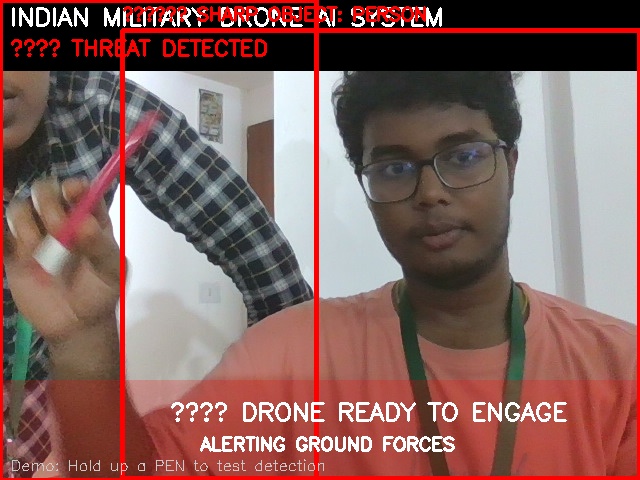 INDIAN MILITARY DRONE AI SYSTEM
?????? SHARP OBJECT: PERSON
???? THREAT DETECTED
???? DRONE READY TO ENGAGE
ALERTING GROUND FORCES
Demo: Hold up a PEN to test detection